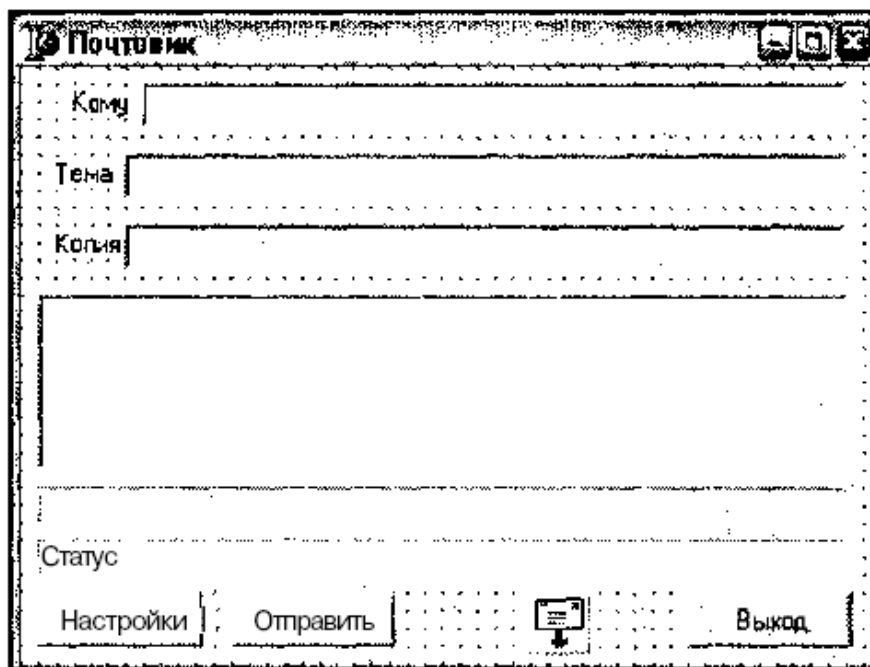 Почтовик
Кому
Тема
Копия
Статус
Настройки Отправить Выход